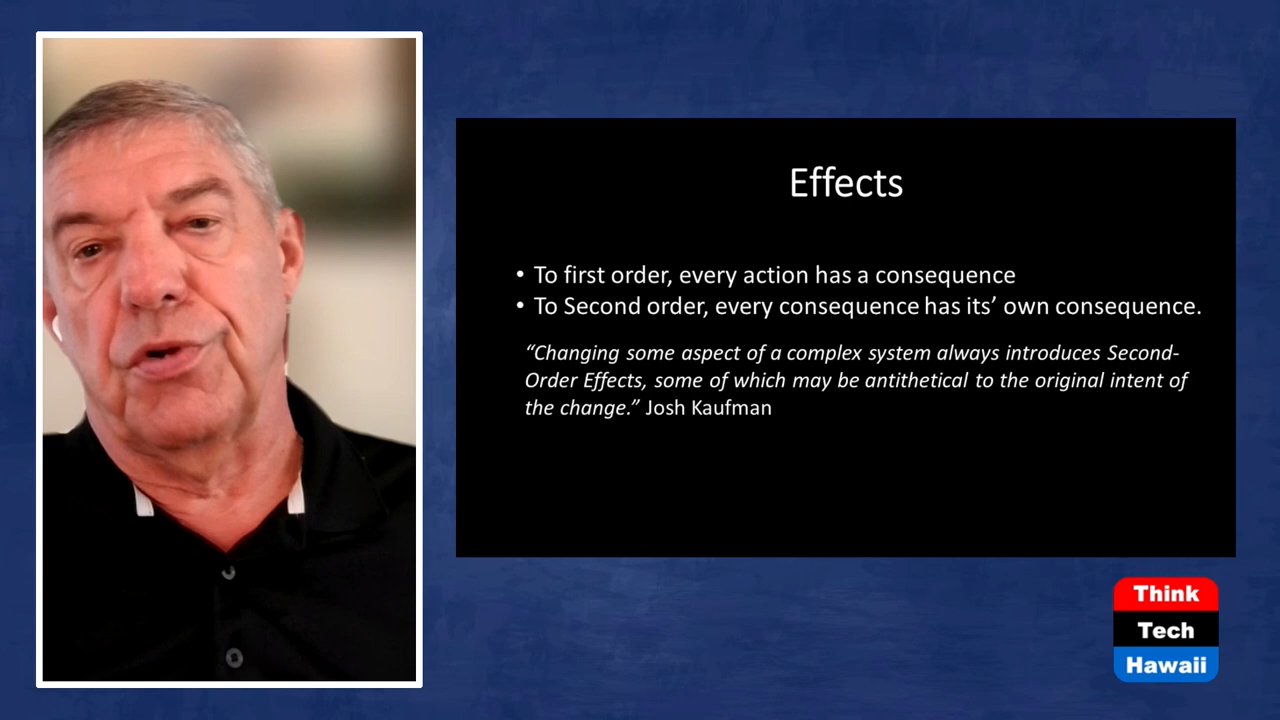 Effects
• To first order, every action has a consequence
• To Second order, every consequence has its’ own consequence.
“Changing some aspect of a complex system always introduces Second-
Order Effects, some of which may be antithetical to the original intent of
the change.” Josh Kaufman
Think
Tech
Hawaii